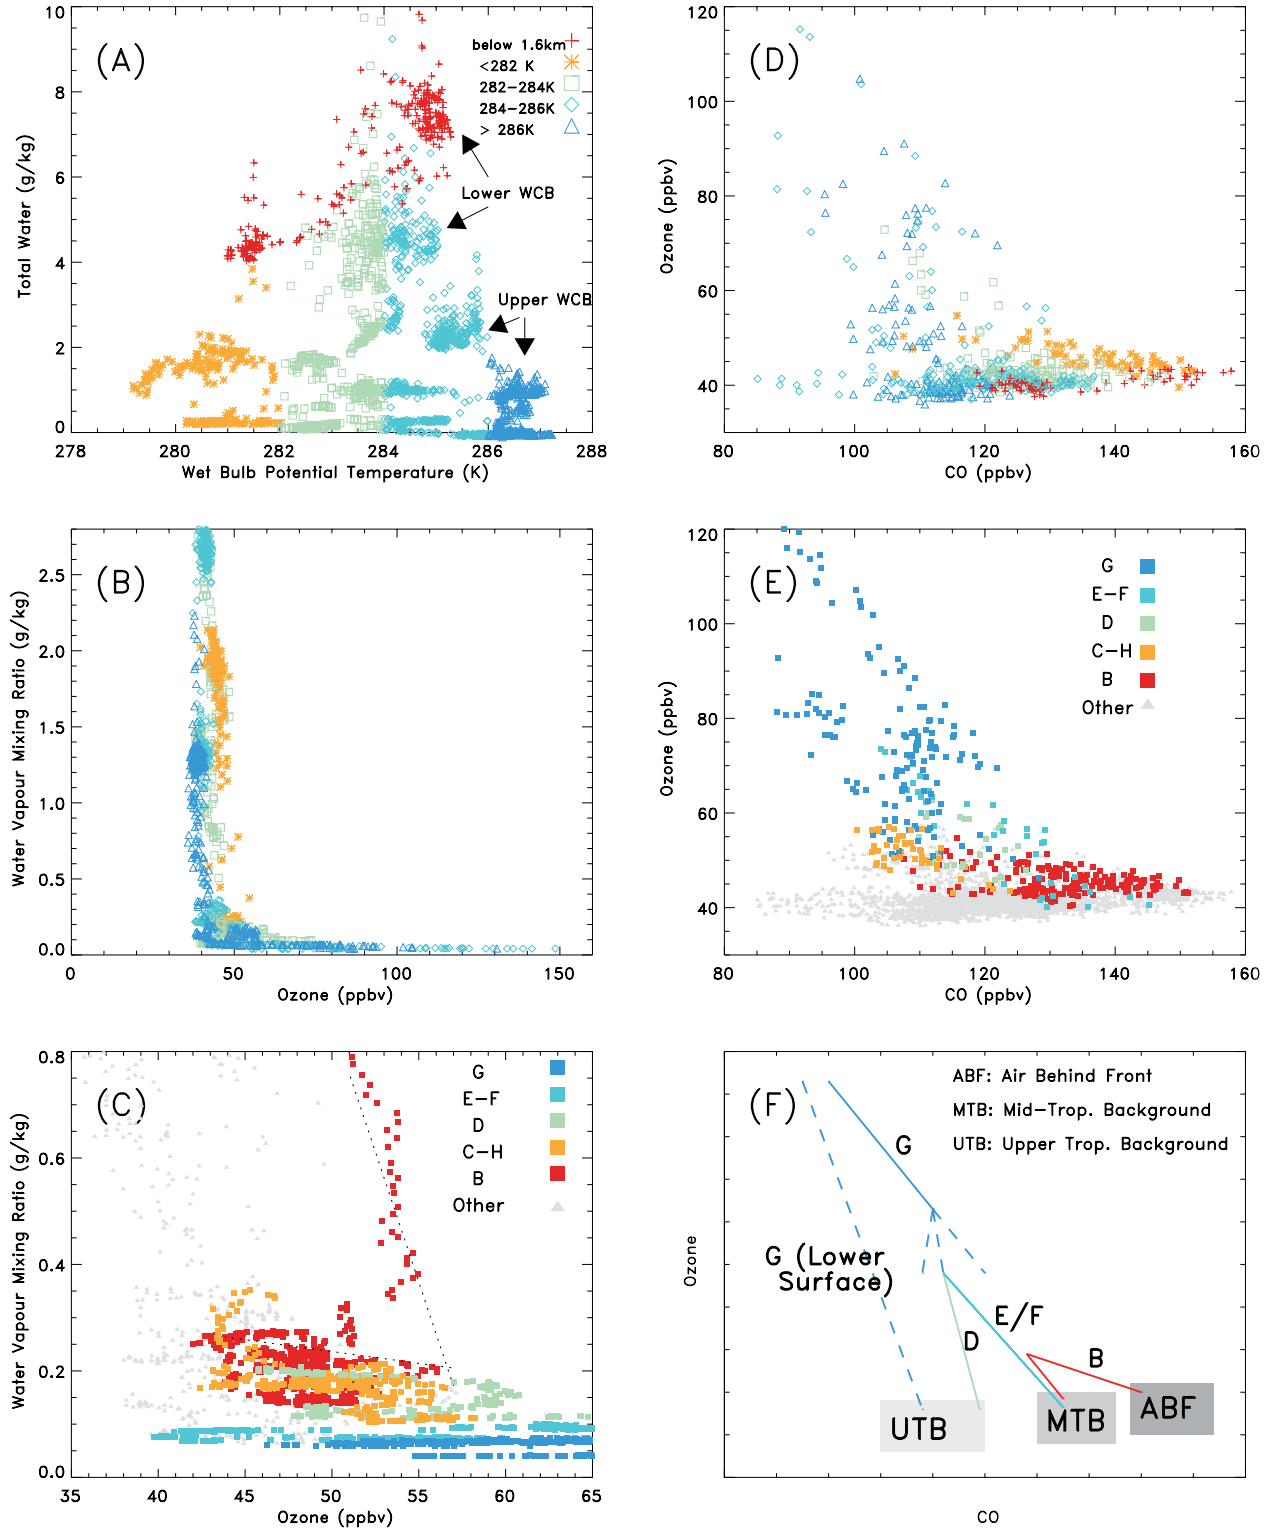 (A)
below 1.6km
<282 K
282-284K
284-286K
> 286K
Lower WCB
Upper WCB
Total Water (g/kg)
10
8
6
4
2
0
278 280 282 284 286 288
Wet Bulb Potential Temperature (K)
(D)
Ozone (ppbv)
120
100
80
60
40
80 100 120 140 160
CO (ppbv)
(B)
Water Vapour Mixing Ratio (g/kg)
2.5
2.0
1.5
1.0
0.5
0.0
0 50 100 150
Ozone (ppbv)
(E)
G
E-F
D
C-H
B
Other
Ozone (ppbv)
120
100
80
60
40
80 100 120 140 160
CO (ppbv)
(C)
G
E-F
D
C-H
B
Other
Water Vapour Mixing Ratio (g/kg)
0.8
0.6
0.4
0.2
0.0
35 40 45 50 55 60 65
Ozone (ppbv)
(F)
ABF: Air Behind Front
MTB: Mid-Trop. Background
UTB: Upper Trop. Background
G
G (Lower
Surface)
E/F
D
B
UTB
MTB
ABF
Ozone
CO